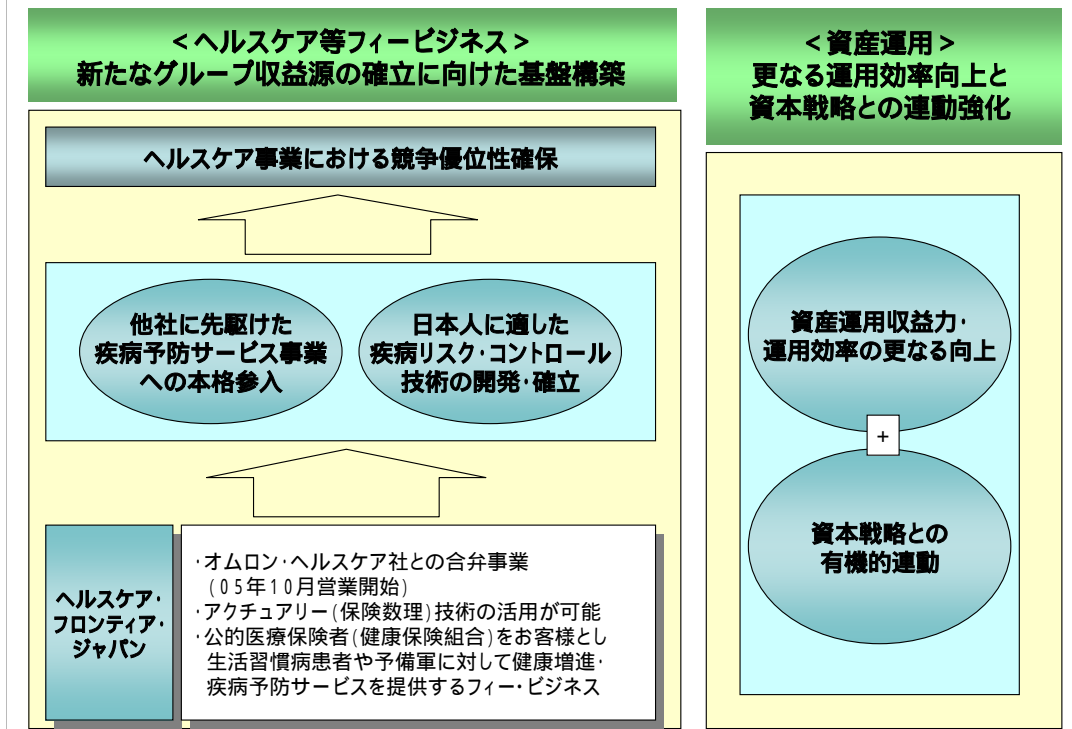 <ヘルスケア等フィービジネス>
新たなグループ収益源の確立に向けた基盤構築
ヘルスケア事業における競争優位性確保
他社に先駆けた
疾病予防サービス事業
への本格参入
日本人に適した
疾病リスク・コントロール
技術の開発・確立
ヘルスケア・
フロンティア・
ジャパン
・オムロン・ヘルスケア社との合弁事業
(05年10月営業開始)
・アクチュアリー(保険数理)技術の活用が可能
・公的医療保険者(健康保険組合)をお客様とし
生活習慣病患者や予備軍に対して健康増進・
疾病予防サービスを提供するフィー・ビジネス
<資産運用>
更なる運用効率向上と
資本戦略との連動強化
資産運用収益力・
運用効率の更なる向上
+
資本戦略との
有機的連動